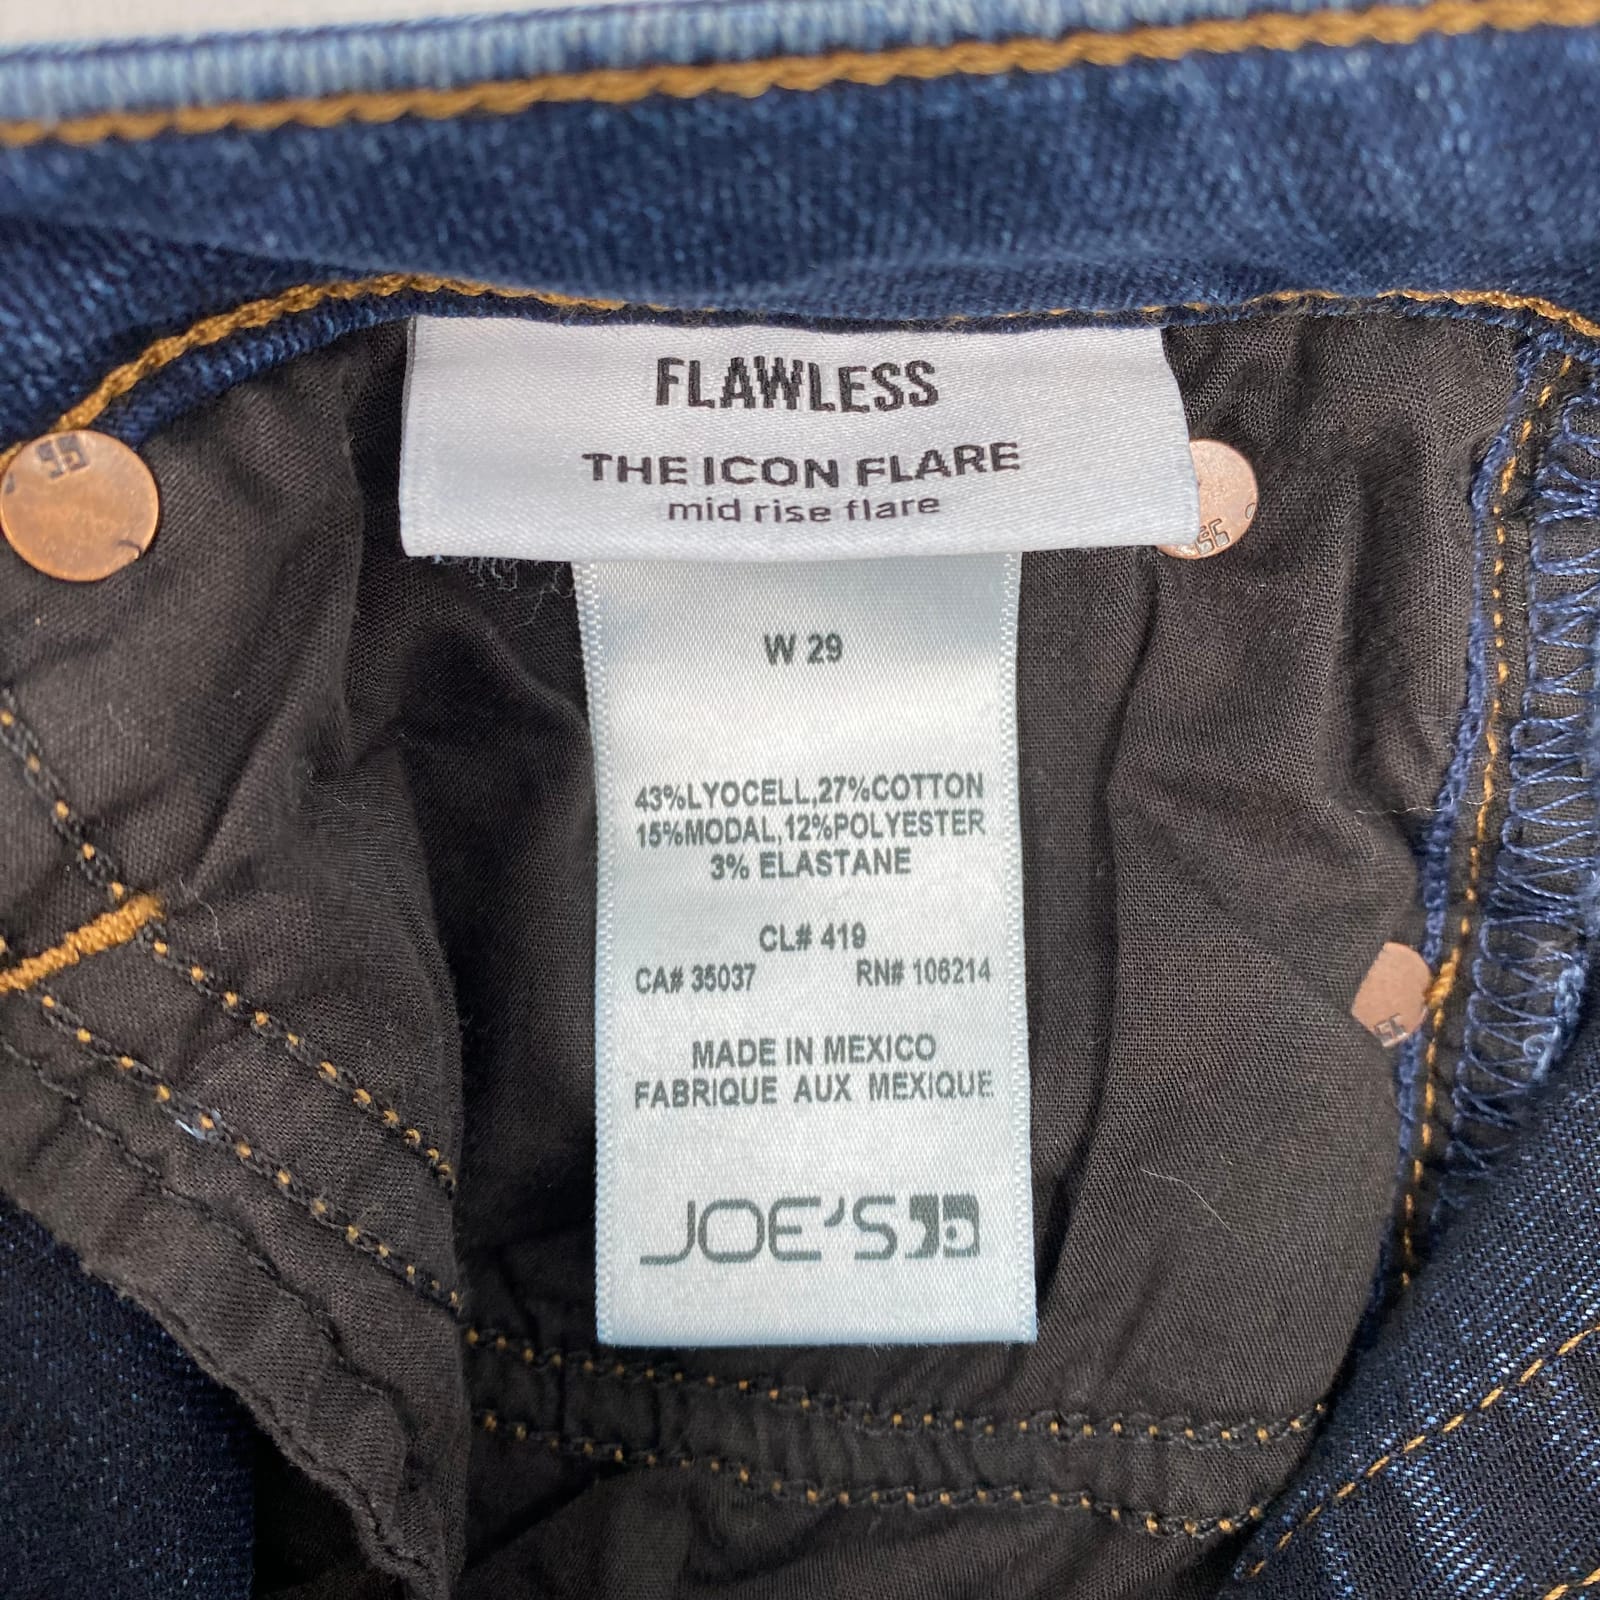 FLAWLESS
THE ICON FLARE
mid rise flare
W 29
43%LYOCELL,27%COTTON
15%MODAL,12%POLYESTER
3% ELASTANE
CL# 419
CA# 35037 RN# 106214
MADE IN MEXICO
FABRIQUE AUX MEXIQUE
JOE'S